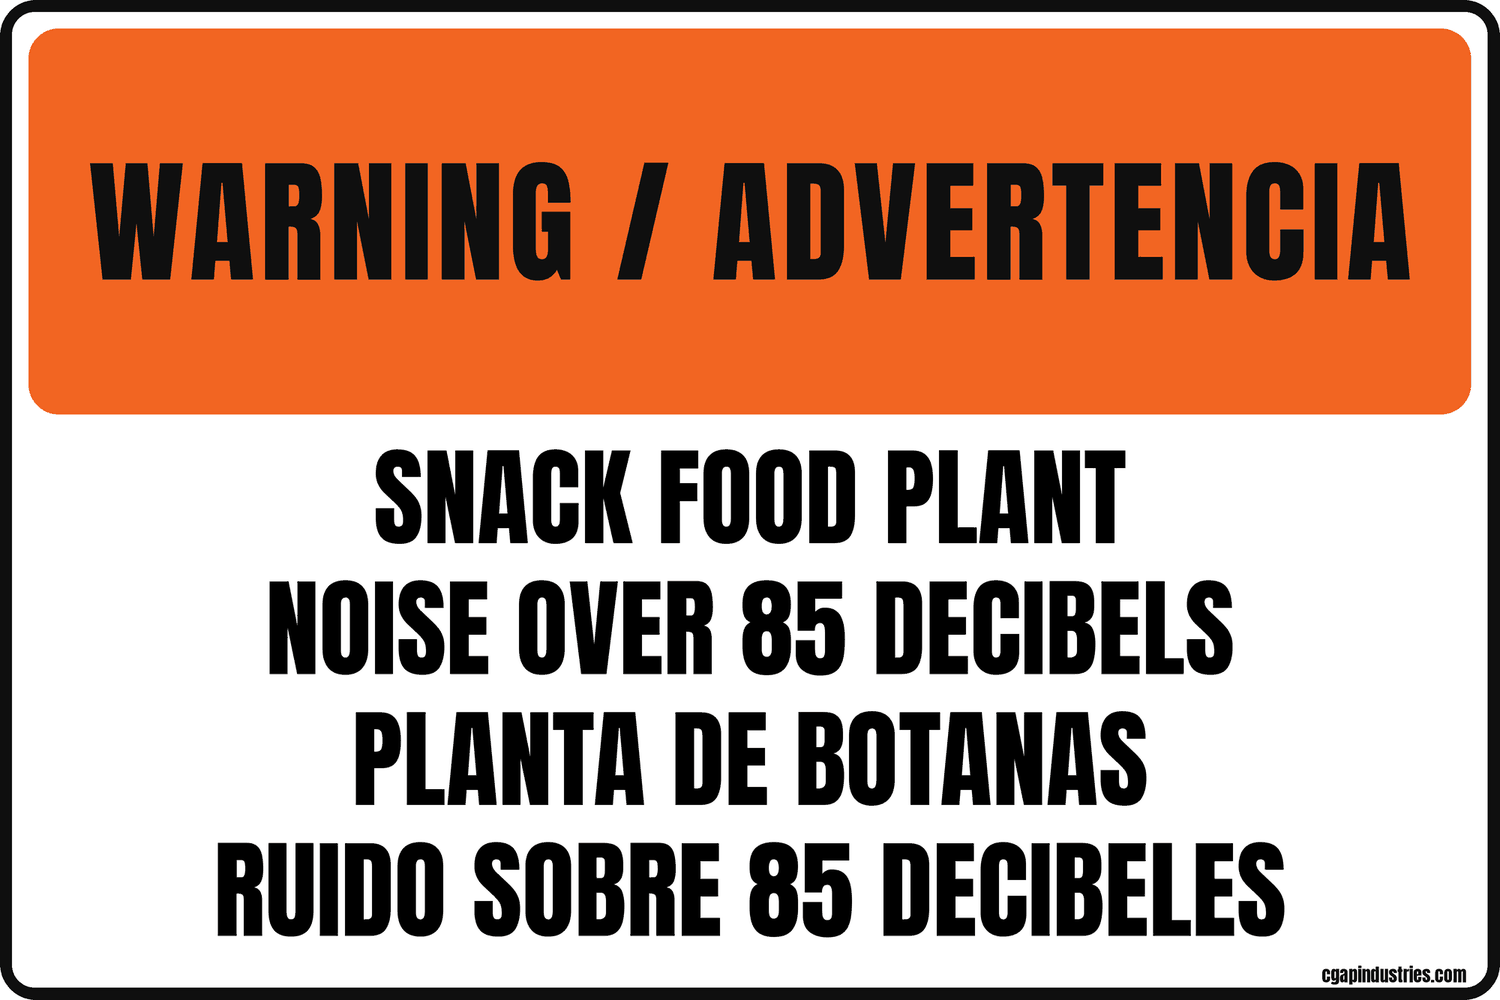 WARNING / ADVERTENCIA
SNACK FOOD PLANT
NOISE OVER 85 DECIBELS
PLANTA DE BOTANAS
RUIDO SOBRE 85 DECIBELES
cgapindustries.com